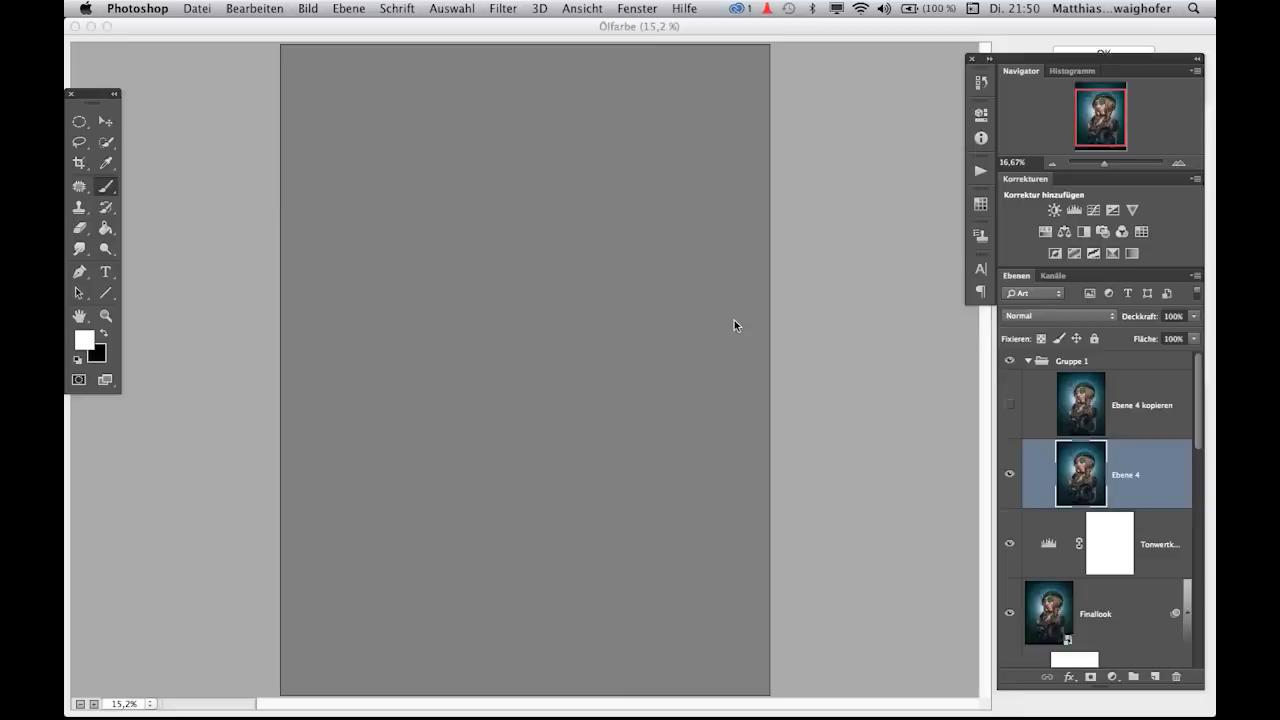 Photoshop Datei Bearbeiten Bild Ebene Schrift Auswahl Filter 3D Ansicht Fenster Hilfe 1 (100 %) Di. 21:50 Matthias...waighofer
Ölfarbe (15,2 %)
OK
Navigator Histogramm
16,67%
Korrekturen
Korrektur hinzufügen
Ebenen Kanäle
Art
Normal Deckkraft: 100%
Fixieren: Fläche: 100%
Gruppe 1
Ebene 4 kopieren
Ebene 4
Tonwertk...
Finallook
15,2%